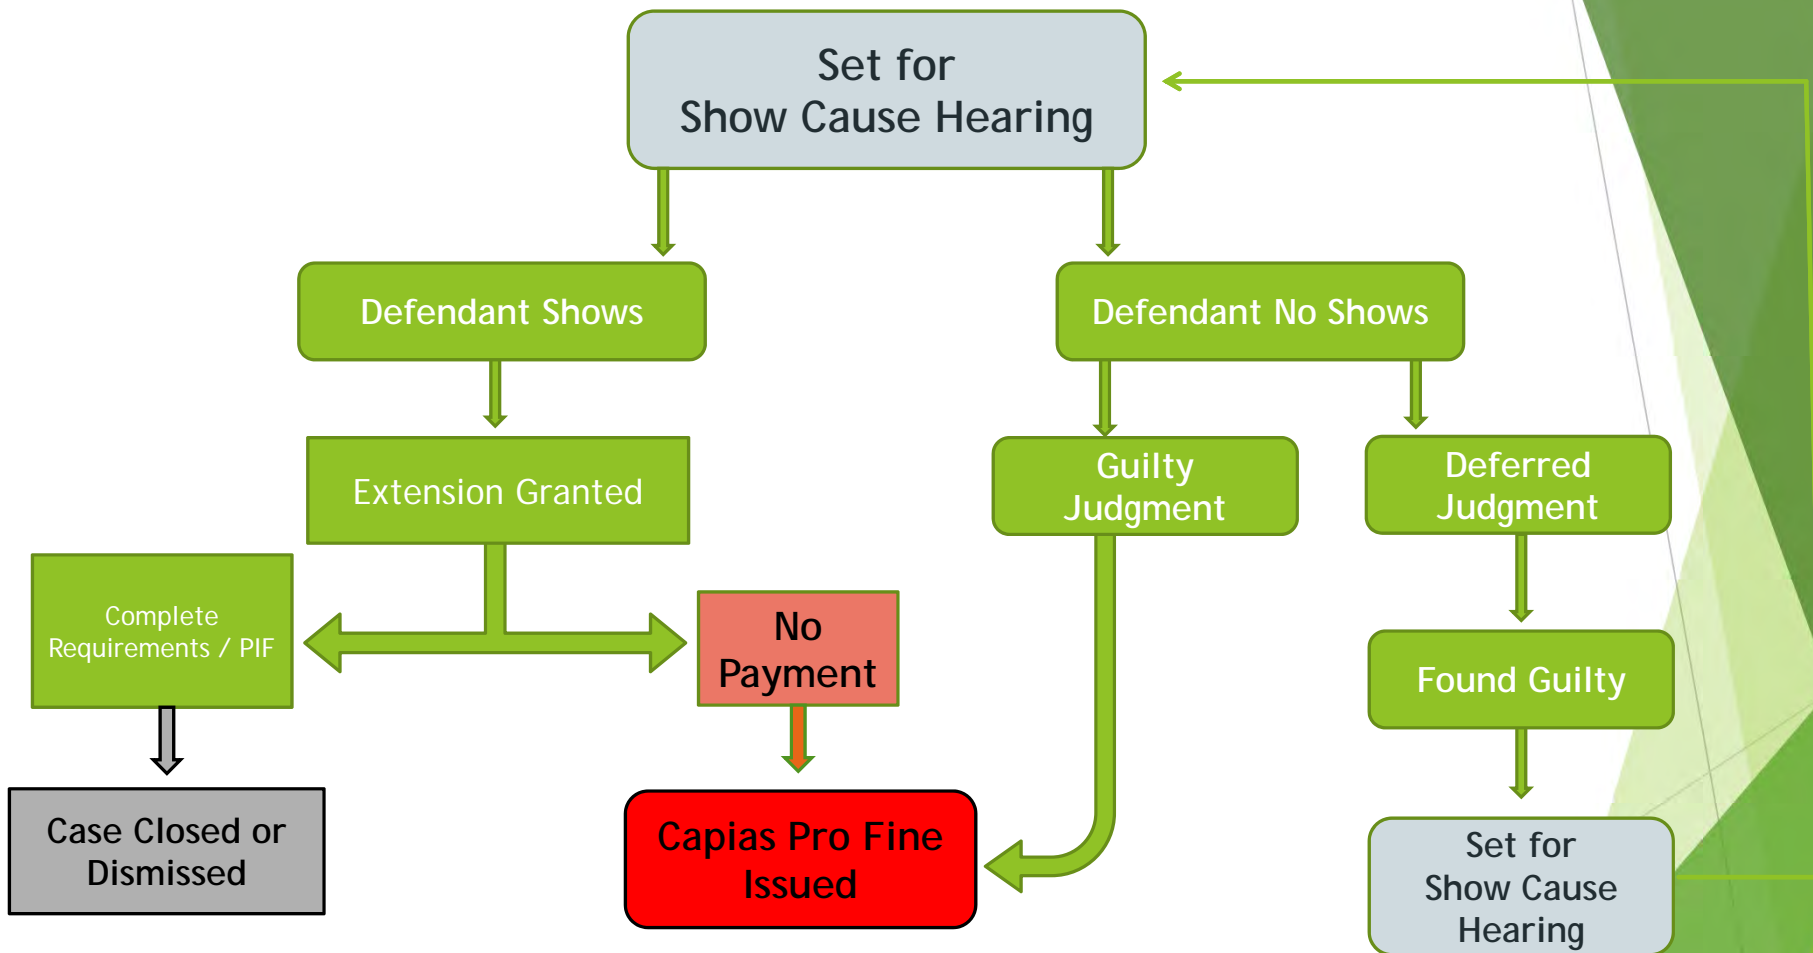 Set for
Show Cause Hearing
Defendant Shows
Defendant No Shows
Extension Granted
Guilty
Judgment
Deferred
Judgment
Complete
Requirements / PIF
No
Payment
Found Guilty
Case Closed or
Dismissed
Capias Pro Fine
Issued
Set for
Show Cause
Hearing